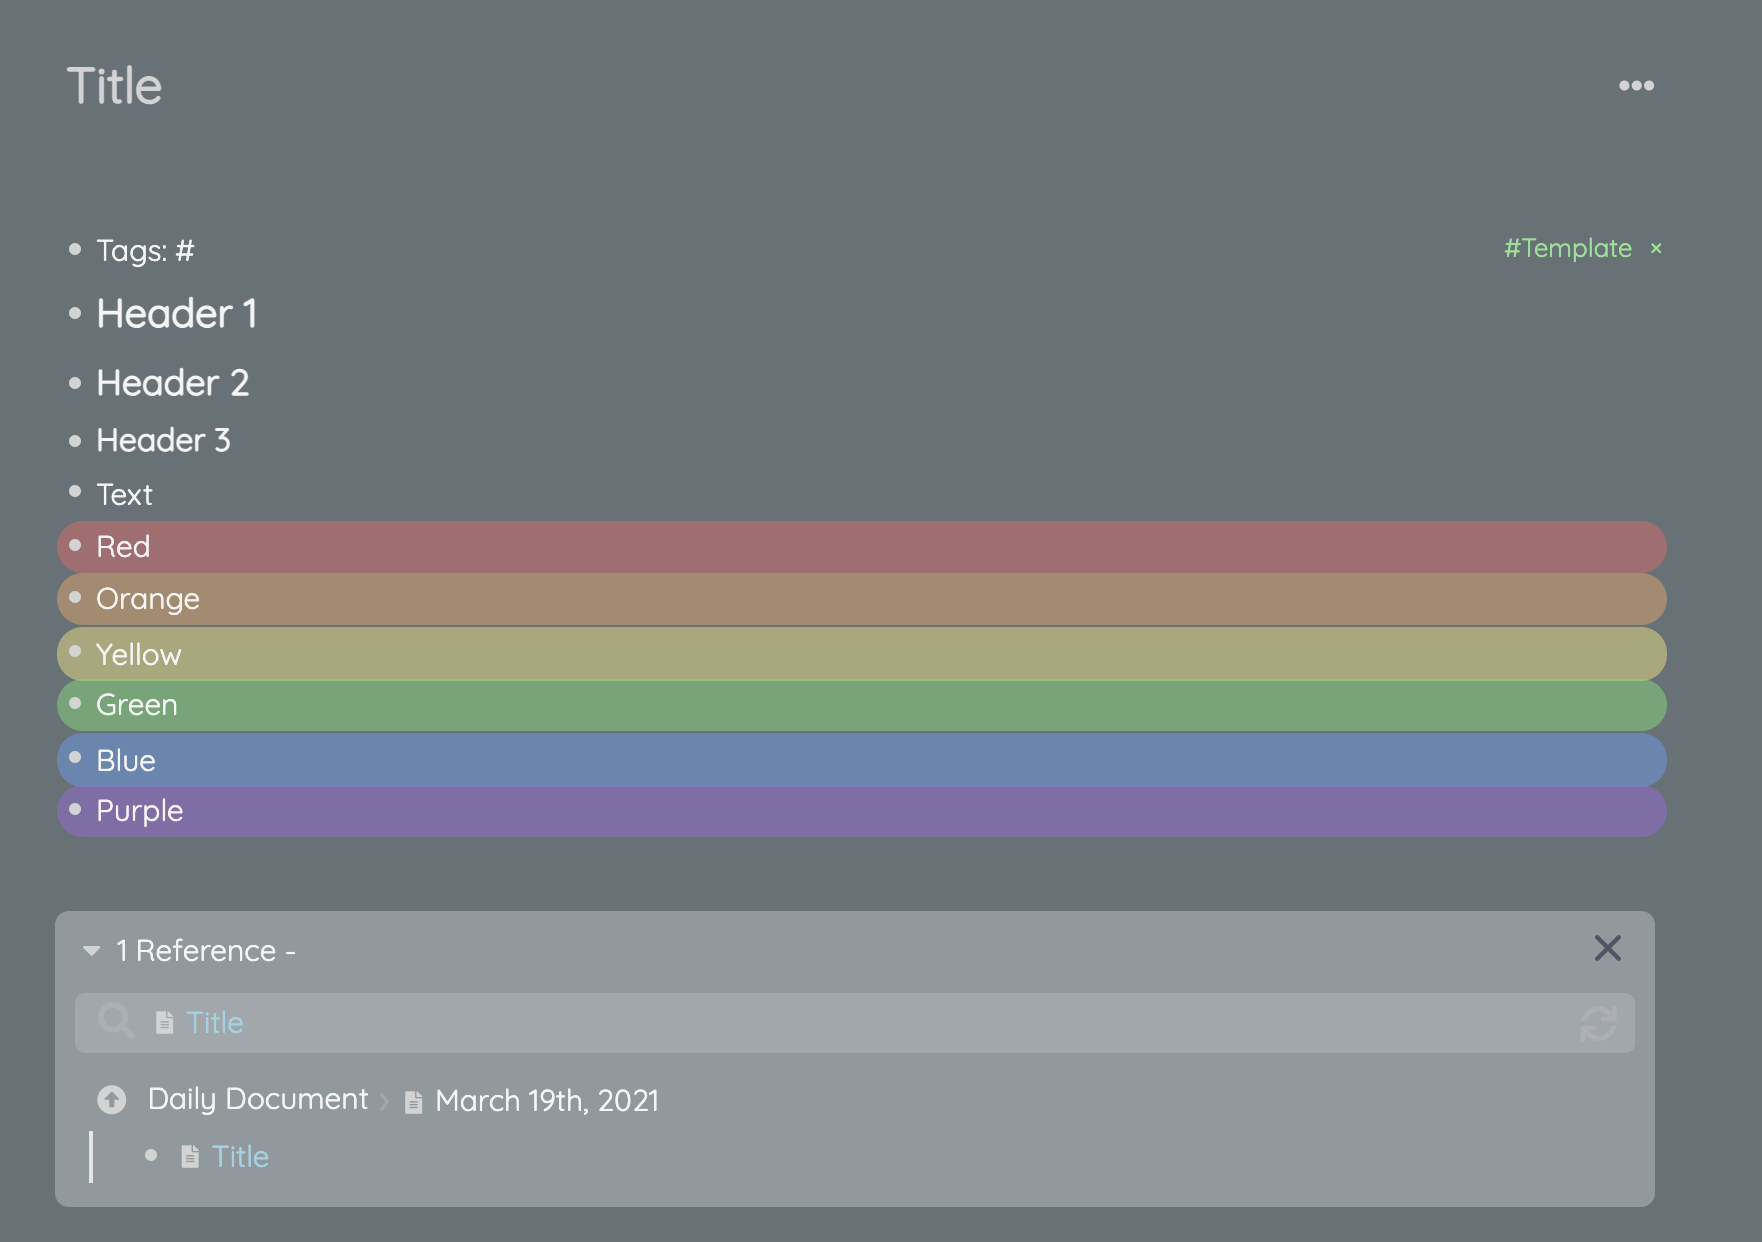 Title
Tags: # #Template ×
Header 1
Header 2
Header 3
Text
Red
Orange
Yellow
Green
Blue
Purple
1 Reference -
Title
Daily Document › March 19th, 2021
Title